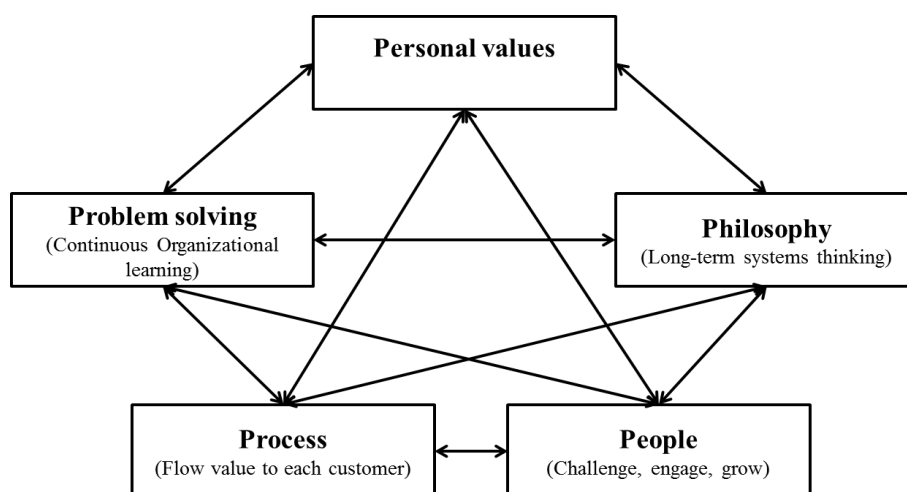 Personal values
Problem solving
(Continuous Organizational
learning)
Philosophy
(Long-term systems thinking)
Process
(Flow value to each customer)
People
(Challenge, engage, grow)